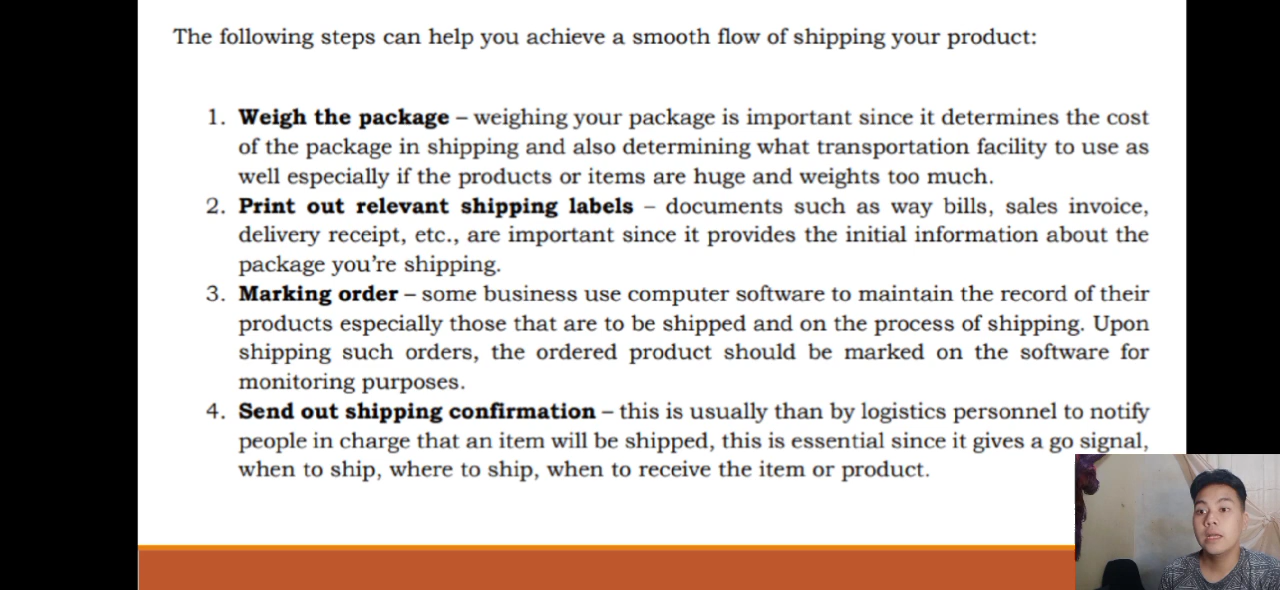 The following steps can help you achieve a smooth flow of shipping your product:
1. Weigh the package – weighing your package is important since it determines the cost
of the package in shipping and also determining what transportation facility to use as
well especially if the products or items are huge and weights too much.
2. Print out relevant shipping labels – documents such as way bills, sales invoice,
delivery receipt, etc., are important since it provides the initial information about the
package you’re shipping.
3. Marking order – some business use computer software to maintain the record of their
products especially those that are to be shipped and on the process of shipping. Upon
shipping such orders, the ordered product should be marked on the software for
monitoring purposes.
4. Send out shipping confirmation – this is usually than by logistics personnel to notify
people in charge that an item will be shipped, this is essential since it gives a go signal,
when to ship, where to ship, when to receive the item or product.